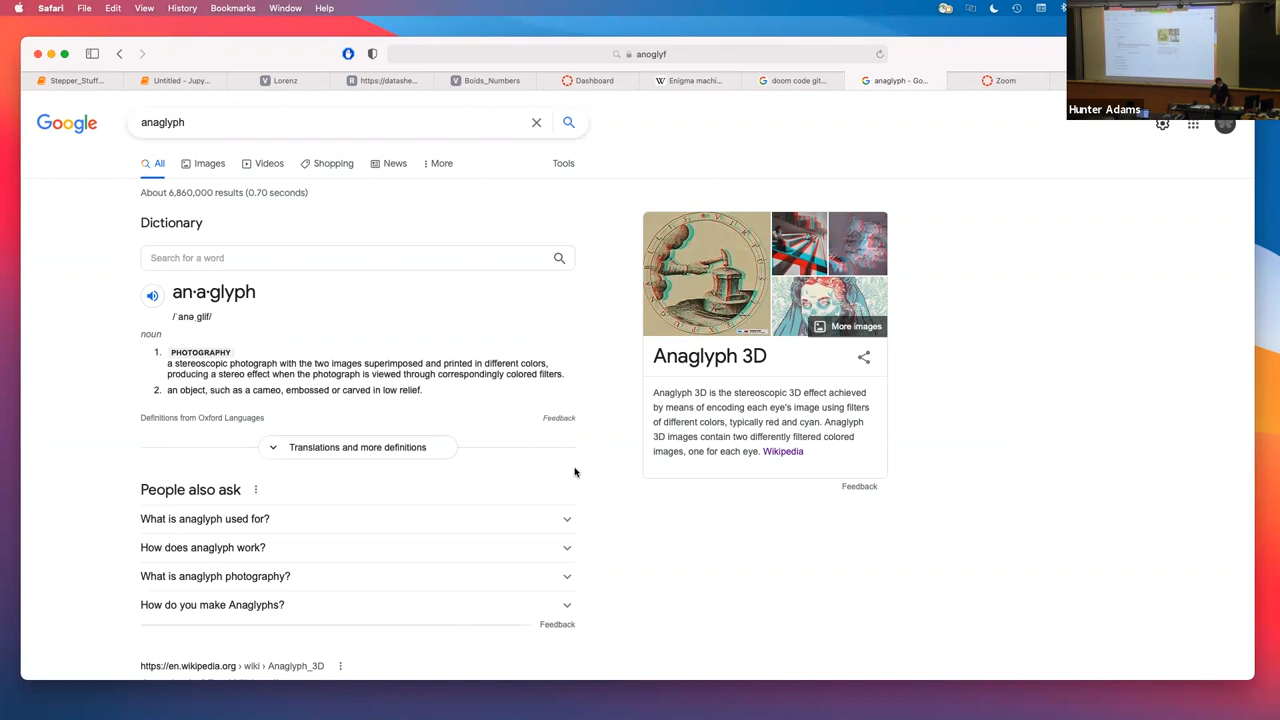 Safari File Edit View History Bookmarks Window Help
anoglyf
Stepper_Stuff...
Untitled - Jupy...
Lorenz
https://datashe...
Boids_Numbers
Dashboard
Enigma machi...
doom code git...
anaglyph - Go...
Zoom
Hunter Adams
Google
anaglyph
All
Images
Videos
Shopping
News
More
Tools
About 6,860,000 results (0.70 seconds)
Dictionary
Search for a word
an·a·glyph
/ˈanəˌɡlif/
noun
1. PHOTOGRAPHY
a stereoscopic photograph with the two images superimposed and printed in different colors,
producing a stereo effect when the photograph is viewed through correspondingly colored filters.
2. an object, such as a cameo, embossed or carved in low relief.
Definitions from Oxford Languages
Feedback
Translations and more definitions
People also ask
What is anaglyph used for?
How does anaglyph work?
What is anaglyph photography?
How do you make Anaglyphs?
Feedback
https://en.wikipedia.org › wiki › Anaglyph_3D
More images
Anaglyph 3D
Anaglyph 3D is the stereoscopic 3D effect achieved
by means of encoding each eye's image using filters
of different colors, typically red and cyan. Anaglyph
3D images contain two differently filtered colored
images, one for each eye. Wikipedia
Feedback